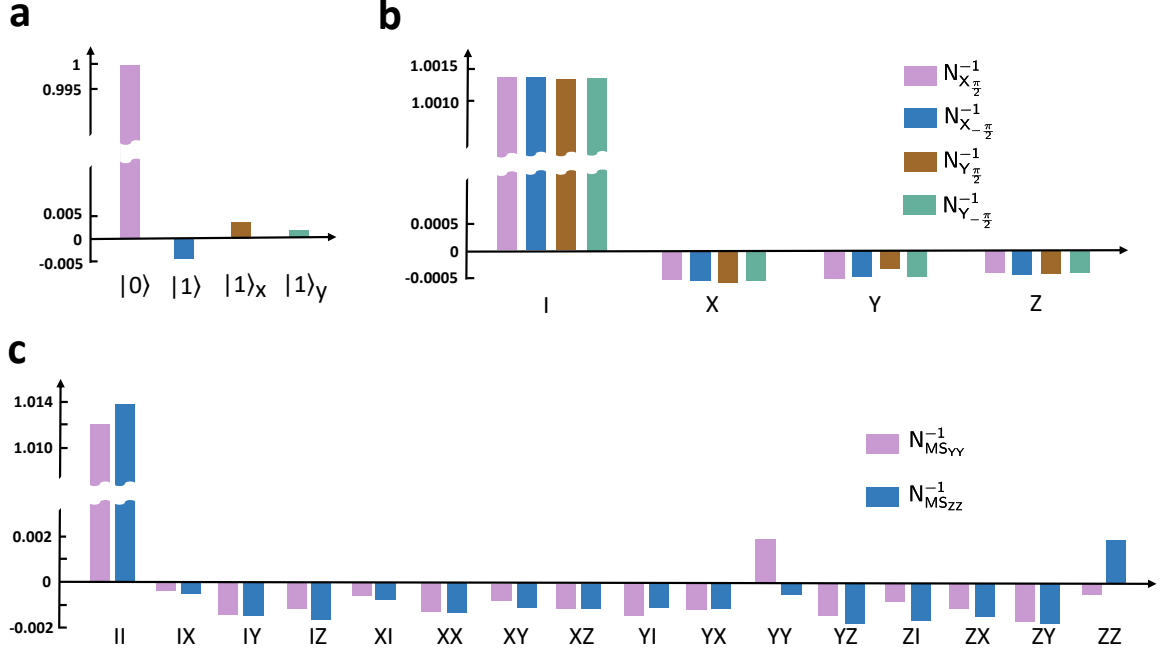 a
1
0.995
0.005
0
-0.005
|0⟩ |1⟩ |1⟩x |1⟩y
b
1.0015
1.0010
0.0005
0
-0.0005
I X Y Z
N⁻¹X π/2
N⁻¹X −π/2
N⁻¹Y π/2
N⁻¹Y −π/2
c
1.014
1.010
0.002
0
-0.002
II IX IY IZ XI XX XY XZ YI YX YY YZ ZI ZX ZY ZZ
N⁻¹MSYY
N⁻¹MSZZ